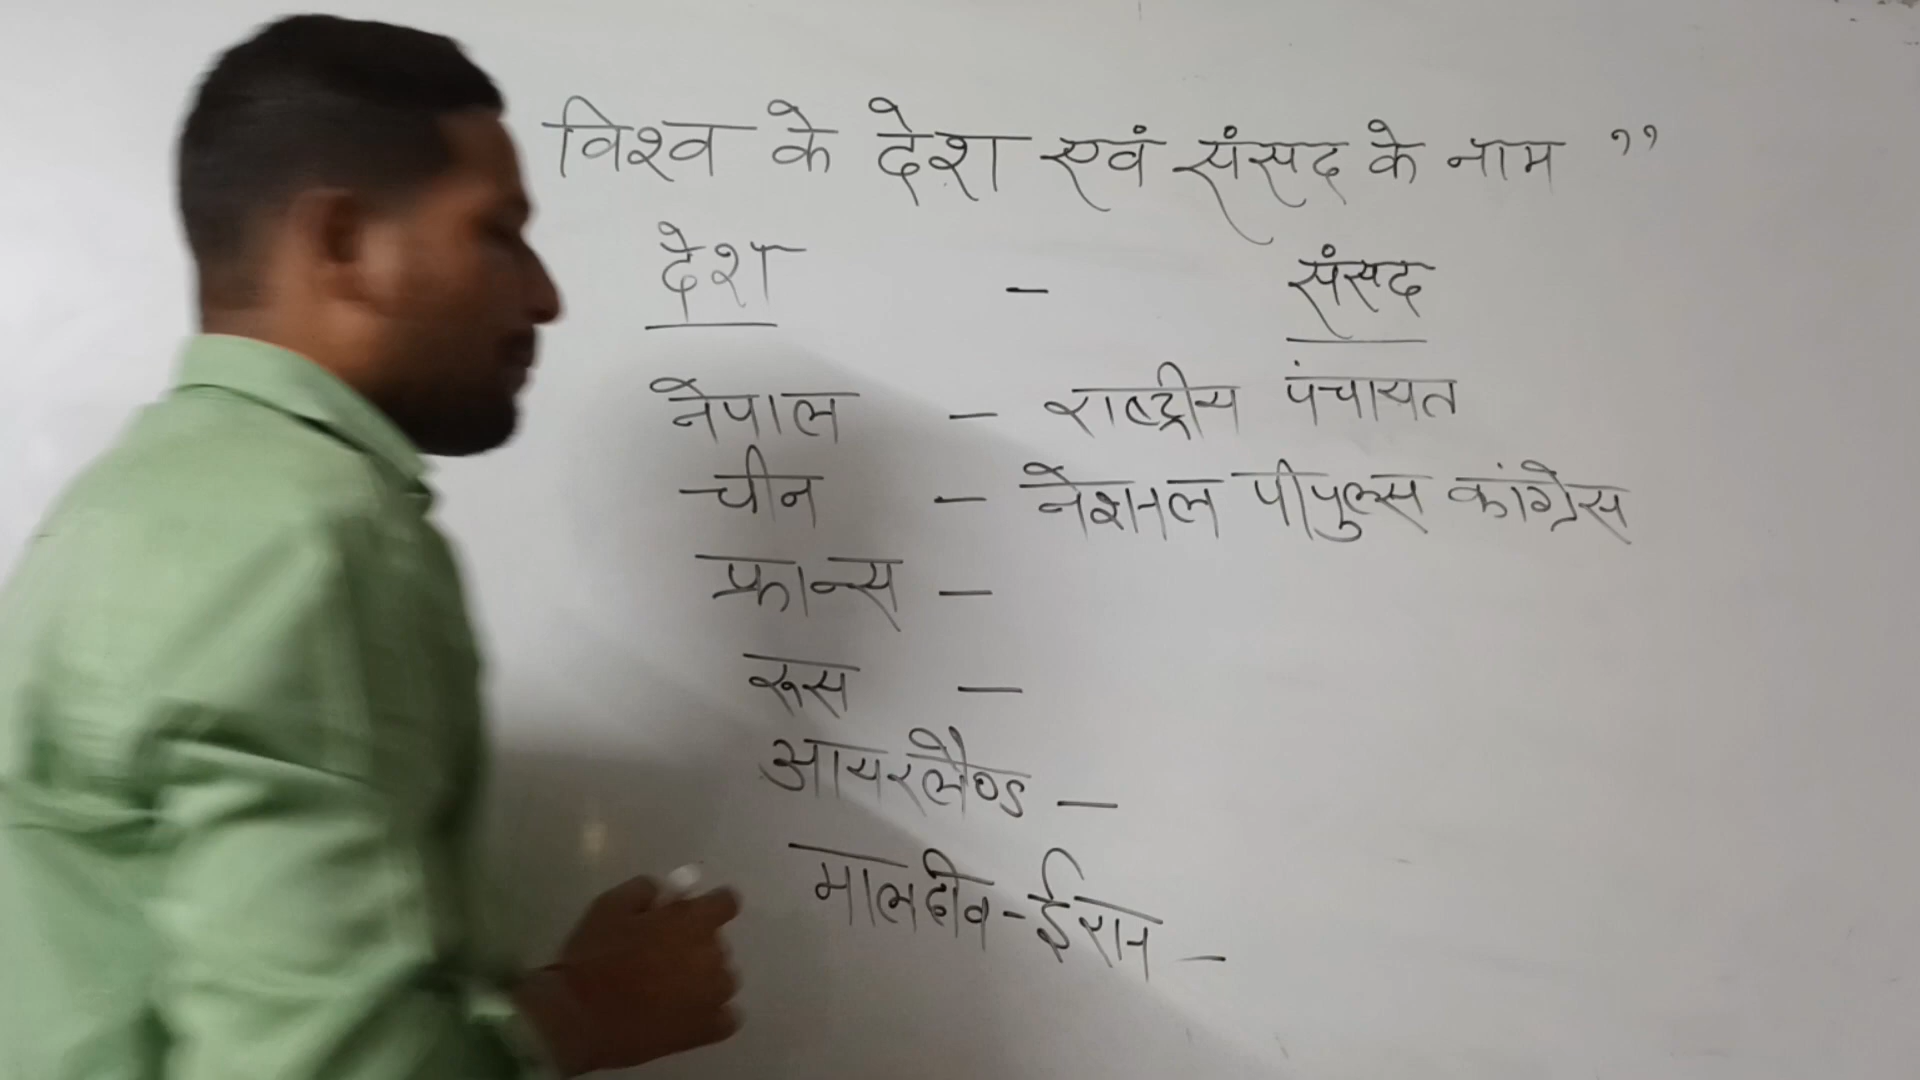 विश्व के देश एवं संसद के नाम ’’
देश - संसद
नेपाल - राष्ट्रीय पंचायत
चीन - नेशनल पीपुल्स कांग्रेस
फ्रान्स -
रूस -
आयरलैण्ड -
मालदीव - ईरान -